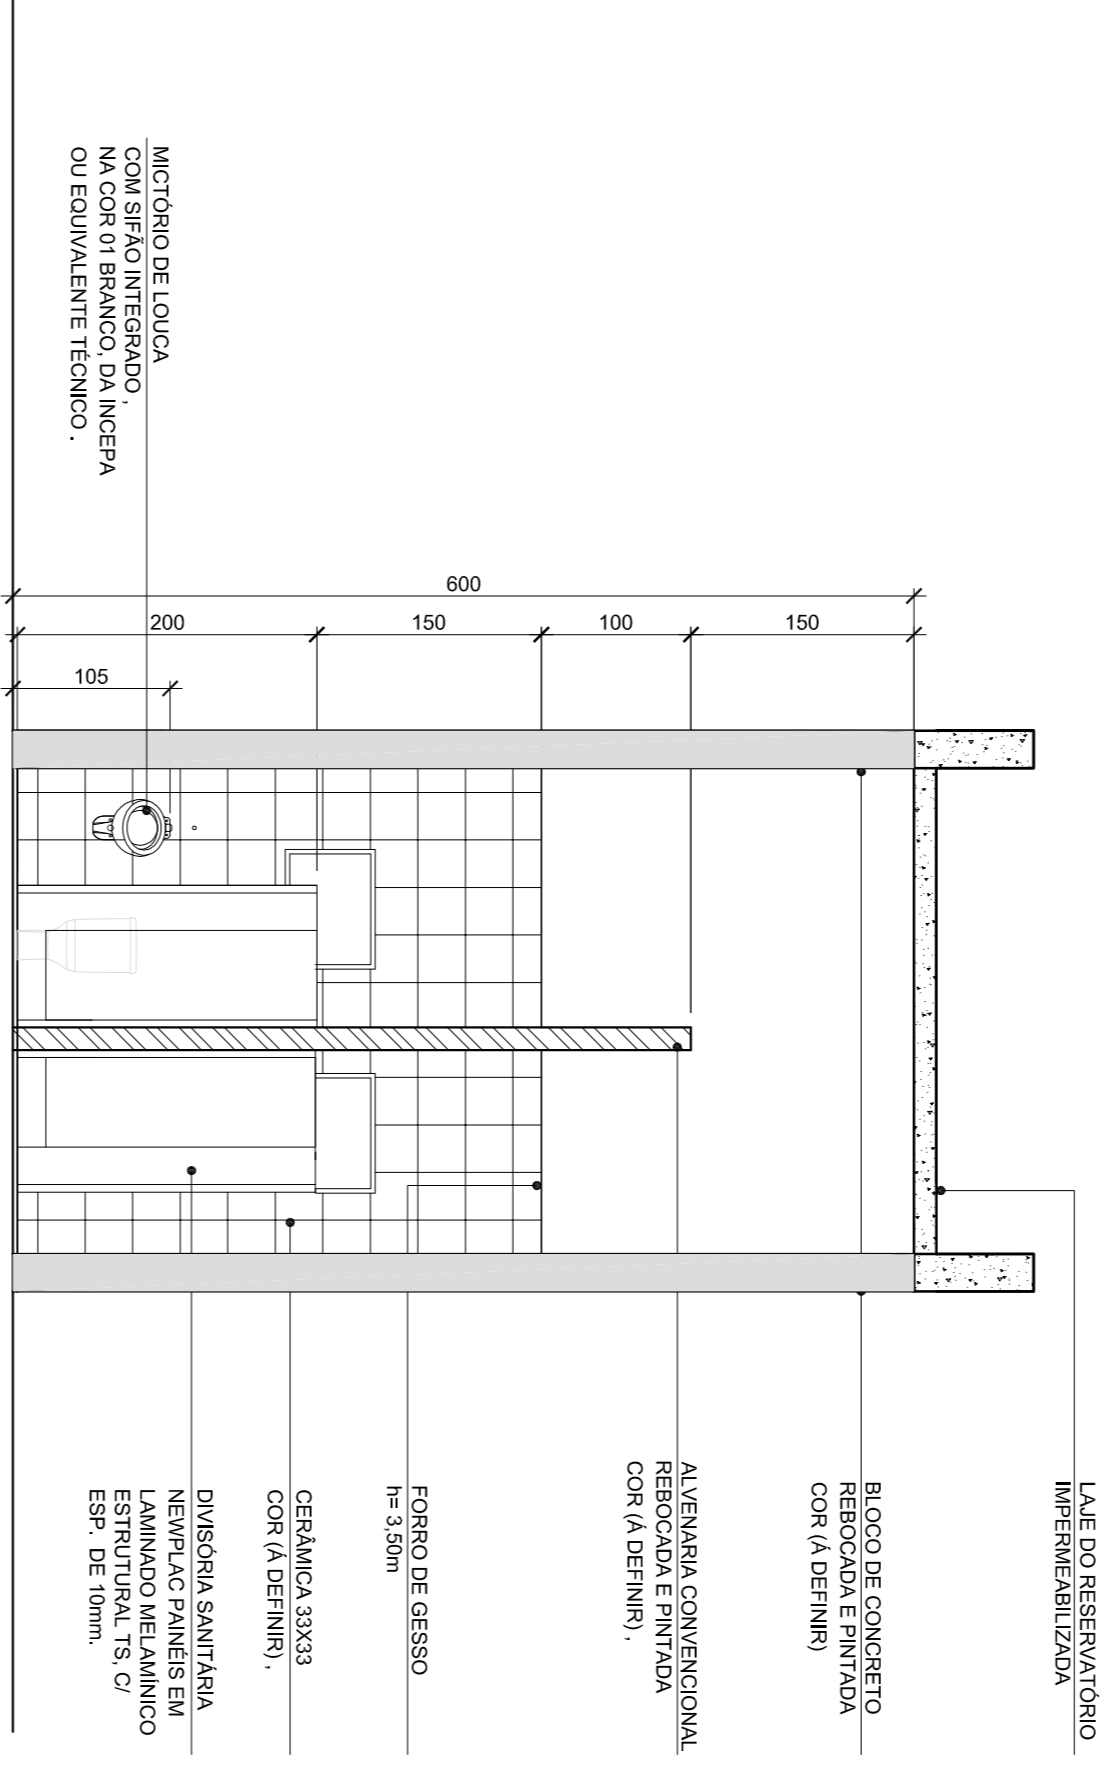 LAJE DO RESERVATÓRIO
IMPERMEABILIZADA
BLOCO DE CONCRETO
REBOCADA E PINTADA
COR (Á DEFINIR)
ALVENARIA CONVENCIONAL
REBOCADA E PINTADA
COR (Á DEFINIR) ,
FORRO DE GESSO
h= 3,50m
CERÂMICA 33X33
COR (Á DEFINIR) ,
DIVISÓRIA SANITÁRIA
NEWPLAC PAINÉIS EM
LAMINADO MELAMÍNICO
ESTRUTURAL TS, C/
ESP. DE 10mm.
MICTÓRIO DE LOUCA
COM SIFÃO INTEGRADO ,
NA COR 01 BRANCO, DA INCEPA
OU EQUIVALENTE TÉCNICO .
600
200
150
100
150
105